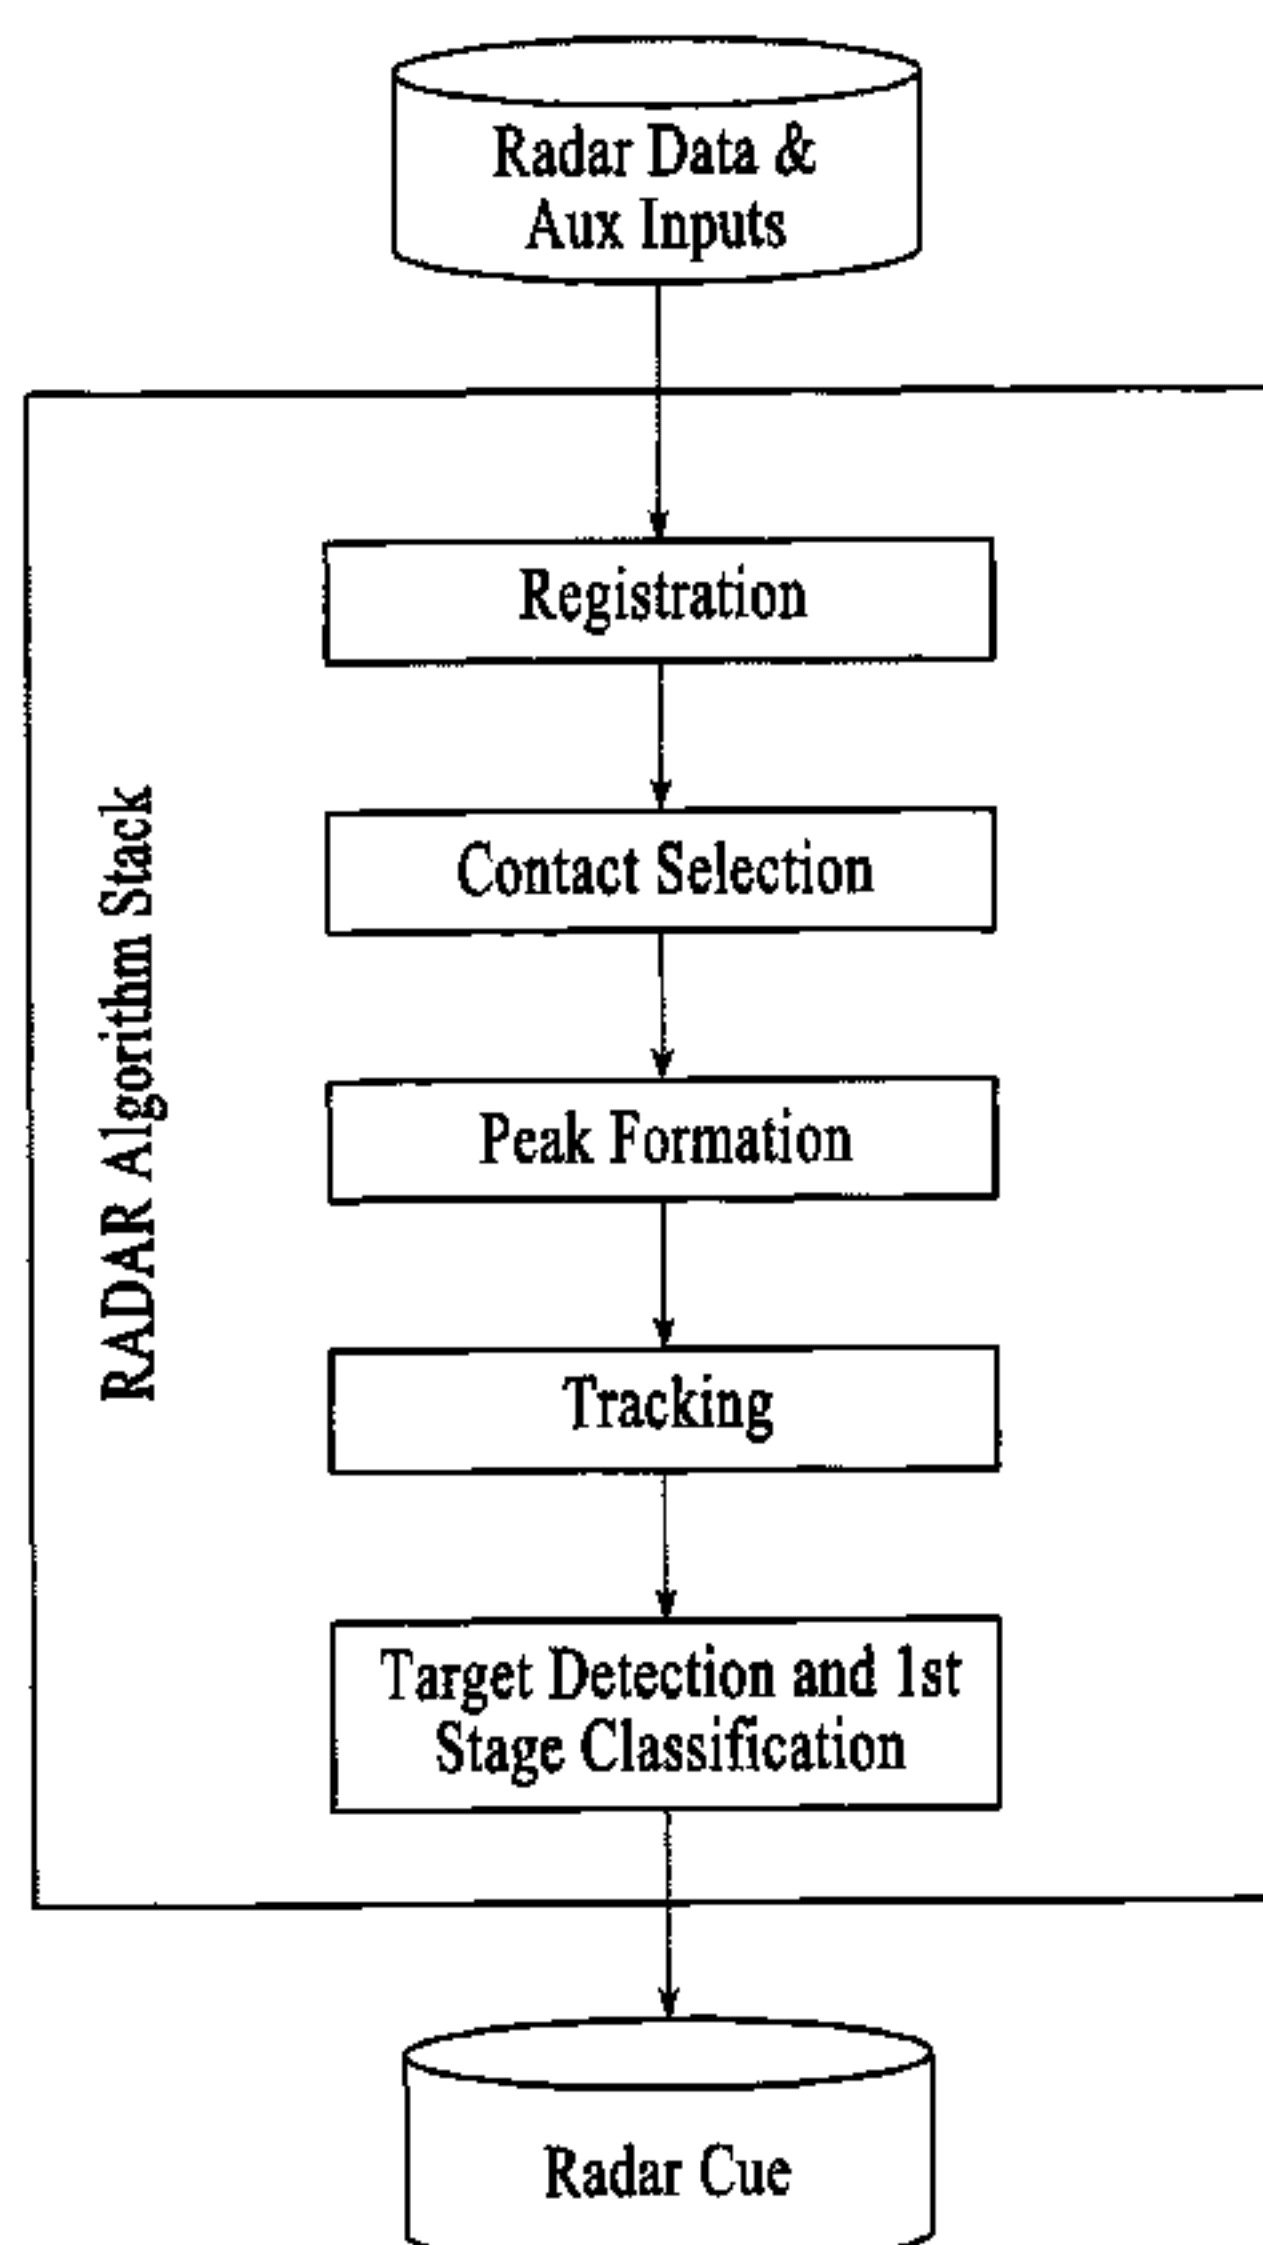 Radar Data &
Aux Inputs
Registration
Contact Selection
Peak Formation
Tracking
Target Detection and 1st
Stage Classification
RADAR Algorithm Stack
Radar Cue